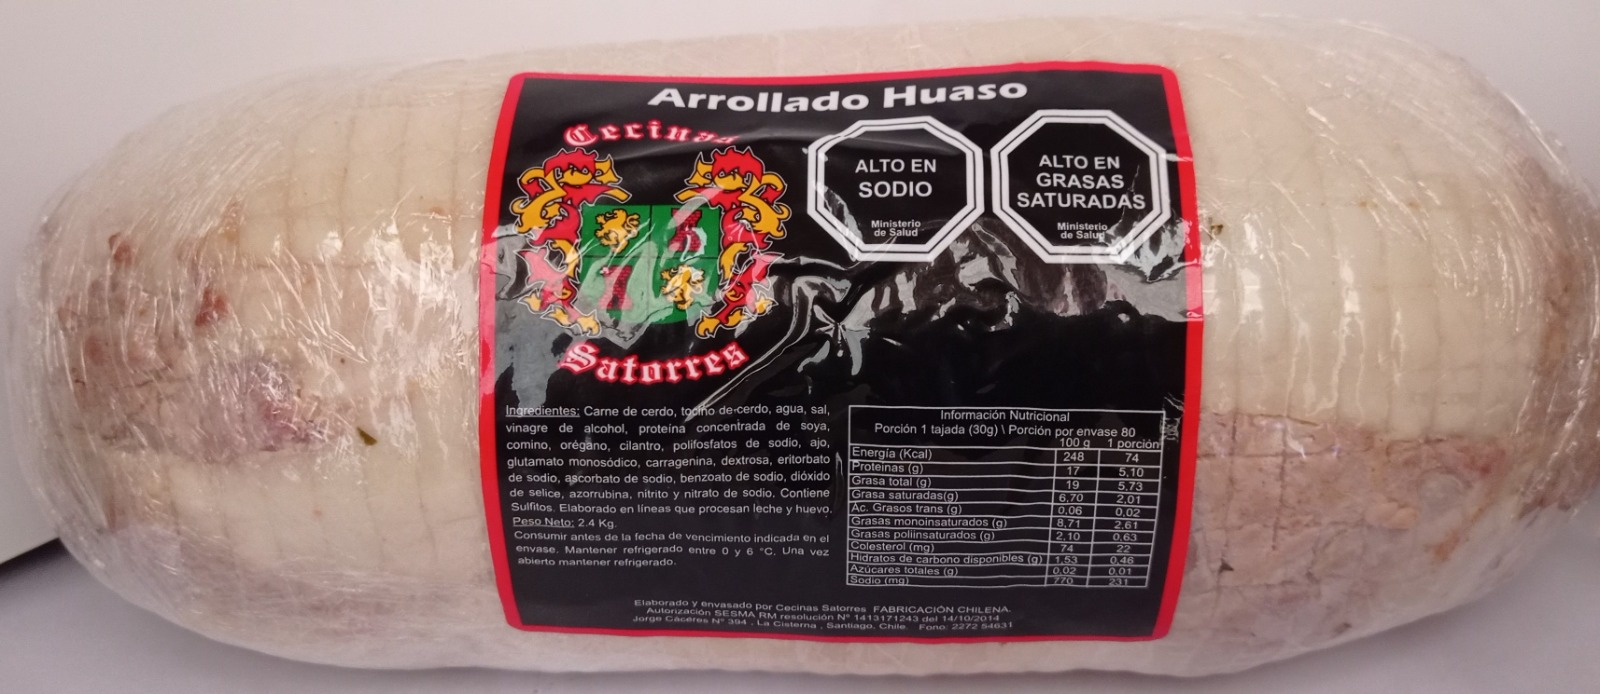 Arrollado Huaso
Cecinas
Satorres
ALTO EN
SODIO
Ministerio
de Salud
ALTO EN
GRASAS
SATURADAS
Ministerio
de Salud
Ingredientes: Carne de cerdo, tocino de cerdo, agua, sal,
vinagre de alcohol, proteína concentrada de soya,
comino, orégano, cilantro, polifosfatos de sodio, ajo,
glutamato monosódico, carragenina, dextrosa, eritorbato
de sodio, ascorbato de sodio, benzoato de sodio, dióxido
de selice, azorrubina, nitrito y nitrato de sodio. Contiene
Sulfitos. Elaborado en líneas que procesan leche y huevo.
Peso Neto: 2.4 Kg.
Consumir antes de la fecha de vencimiento indicada en el
envase. Mantener refrigerado entre 0 y 6 °C. Una vez
abierto mantener refrigerado.
Información Nutricional
Porción 1 tajada (30g) \ Porción por envase 80
100 g 1 porción
Energía (Kcal) 248 74
Proteínas (g) 17 5,10
Grasa total (g) 19 5,73
Grasa saturadas(g) 6,70 2,01
Ác. Grasos trans (g) 0,06 0,02
Grasas monoinsaturados (g) 8,71 2,61
Grasas poliinsaturados (g) 2,10 0,63
Colesterol (mg) 74 22
Hidratos de carbono disponibles (g) 1,53 0,46
Azúcares totales (g) 0,02 0,01
Sodio (mg) 770 231
Elaborado y envasado por Cecinas Satorres FABRICACIÓN CHILENA.
Autorización SESMA RM resolución Nº 1413171243 del 14/10/2014
Jorge Cáceres Nº 394 , La Cisterna , Santiago, Chile. Fono: 2272 54631